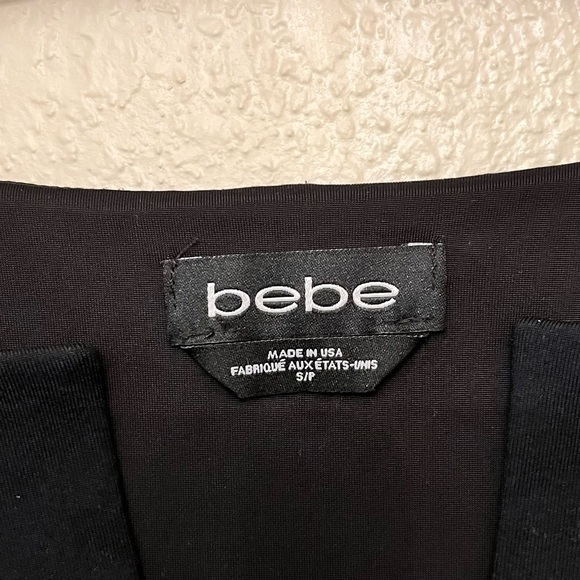 bebe
MADE IN USA
FABRIQUÉ AUX ÉTATS-UNIS
S/P